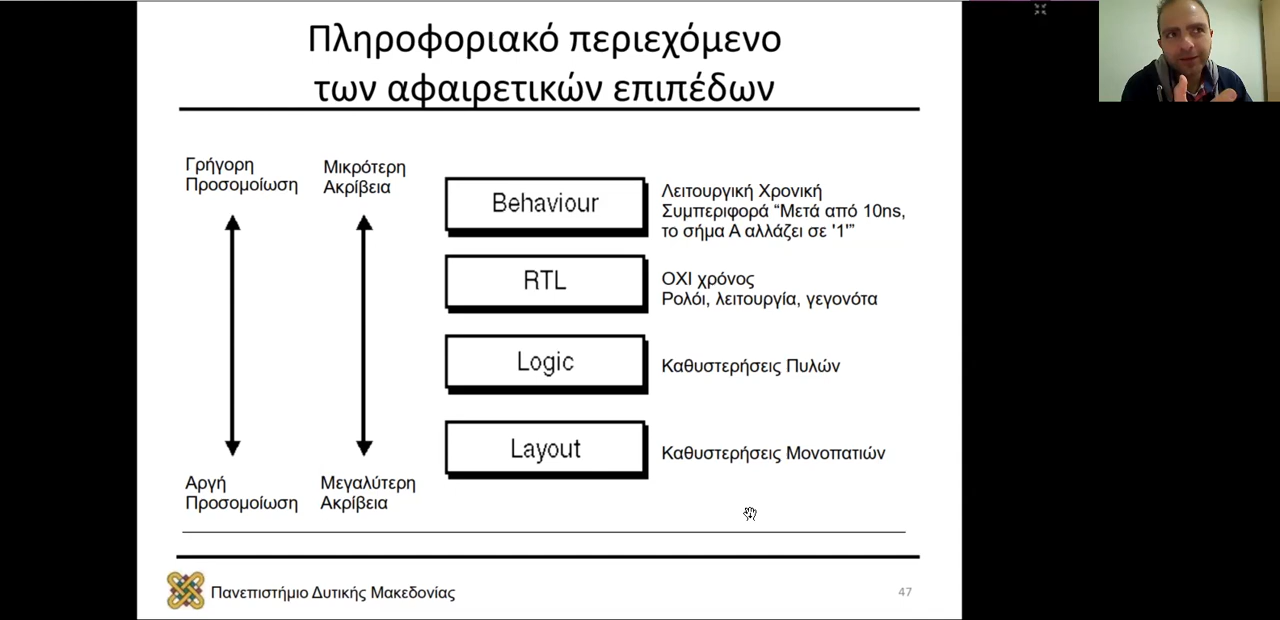 Πληροφοριακό περιεχόμενο
των αφαιρετικών επιπέδων
Γρήγορη
Προσομοίωση
Μικρότερη
Ακρίβεια
Behaviour
Λειτουργική Χρονική
Συμπεριφορά “Μετά από 10ns,
το σήμα Α αλλάζει σε '1'”
RTL
ΟΧΙ χρόνος
Ρολόι, λειτουργία, γεγονότα
Logic
Καθυστερήσεις Πυλών
Layout
Καθυστερήσεις Μονοπατιών
Αργή
Προσομοίωση
Μεγαλύτερη
Ακρίβεια
Πανεπιστήμιο Δυτικής Μακεδονίας
47